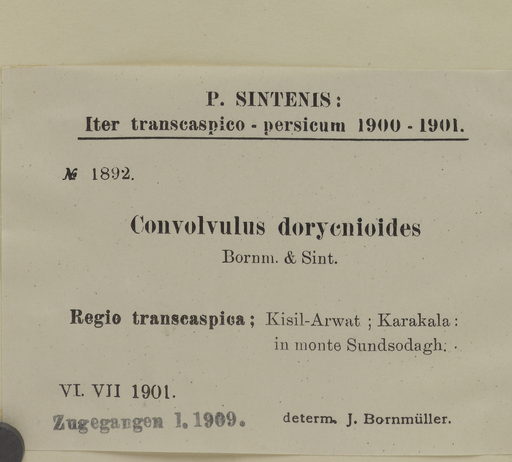 P. SINTENIS:
Iter transcaspico-persicum 1900-1901.
№ 1892.
Convolvulus dorycnioides
Bornm. & Sint.
Regio transcaspica; Kisil-Arwat; Karakala:
in monte Sundsodagh.
VI. VII 1901.
Zugegangen 1.1909.
determ. J. Bornmüller.